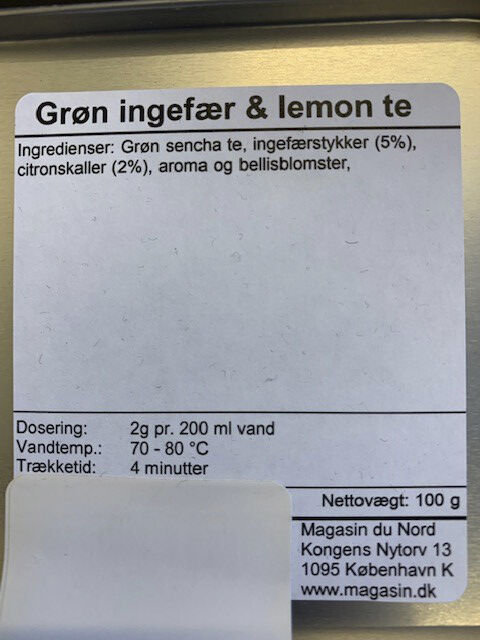 Grøn ingefær & lemon te
Ingredienser: Grøn sencha te, ingefærstykker (5%),
citronskaller (2%), aroma og bellisblomster,
Dosering: 2g pr. 200 ml vand
Vandtemp.: 70 - 80 °C
Trækketid: 4 minutter
Nettovægt: 100 g
Magasin du Nord
Kongens Nytorv 13
1095 København K
www.magasin.dk